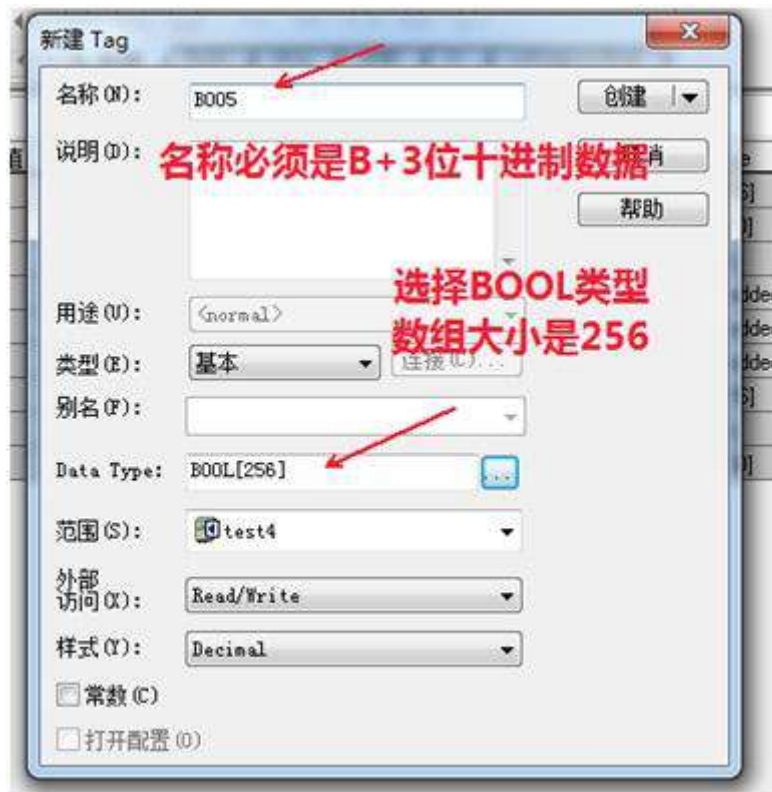 新建 Tag
名称(N):
B005
创建
说明(D):
名称必须是B+3位十进制数据
消
帮助
选择BOOL类型
数组大小是256
用途(U):
<normal>
类型(E):
基本
连接(C)...
别名(F):
Data Type:
BOOL[256]
...
范围(S):
test4
外部
访问(X):
Read/Write
样式(Y):
Decimal
常数(C)
打开配置(O)